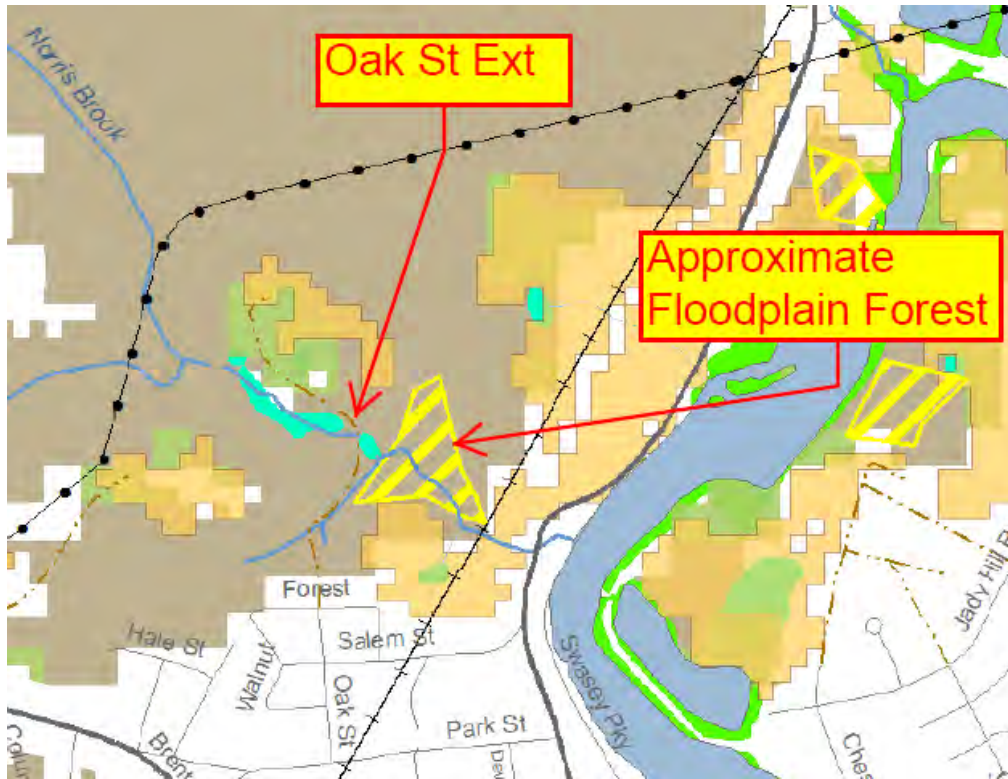 Norris Brook
Oak St Ext
Approximate
Floodplain Forest
Forest
Hale St
Walnut
Salem St
Oak St
Park St
Swasey Pky
Jady Hill
Brent